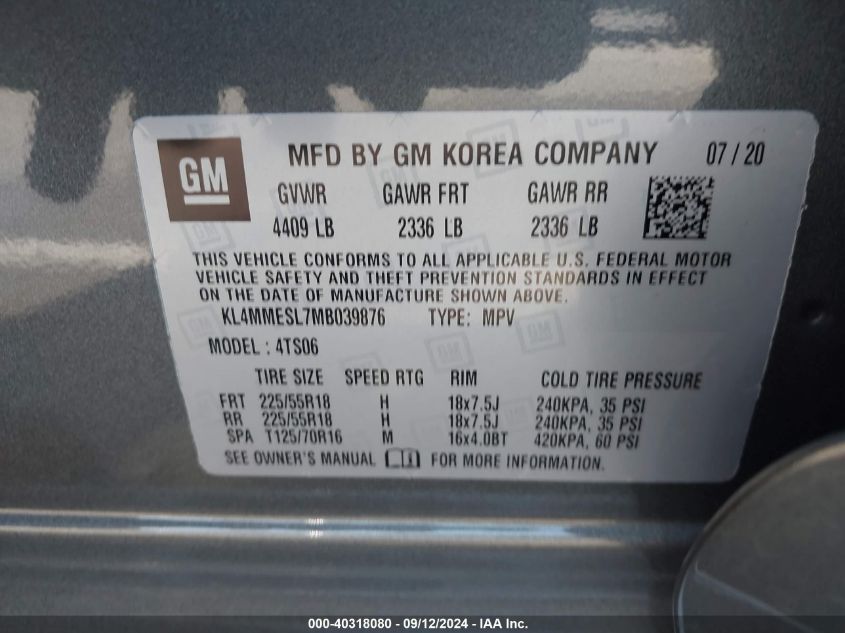 GM MFD BY GM KOREA COMPANY 07 / 20
GVWR GAWR FRT GAWR RR
4409 LB 2336 LB 2336 LB
THIS VEHICLE CONFORMS TO ALL APPLICABLE U.S. FEDERAL MOTOR
VEHICLE SAFETY AND THEFT PREVENTION STANDARDS IN EFFECT
ON THE DATE OF MANUFACTURE SHOWN ABOVE.
KL4MMESL7MB039876 TYPE: MPV
MODEL : 4TS06
TIRE SIZE SPEED RTG RIM COLD TIRE PRESSURE
FRT 225/55R18 H 18x7.5J 240KPA, 35 PSI
RR 225/55R18 H 18x7.5J 240KPA, 35 PSI
SPA T125/70R16 M 16x4.0BT 420KPA, 60 PSI
SEE OWNER'S MANUAL FOR MORE INFORMATION.
000-40318080 - 09/12/2024 - IAA Inc.